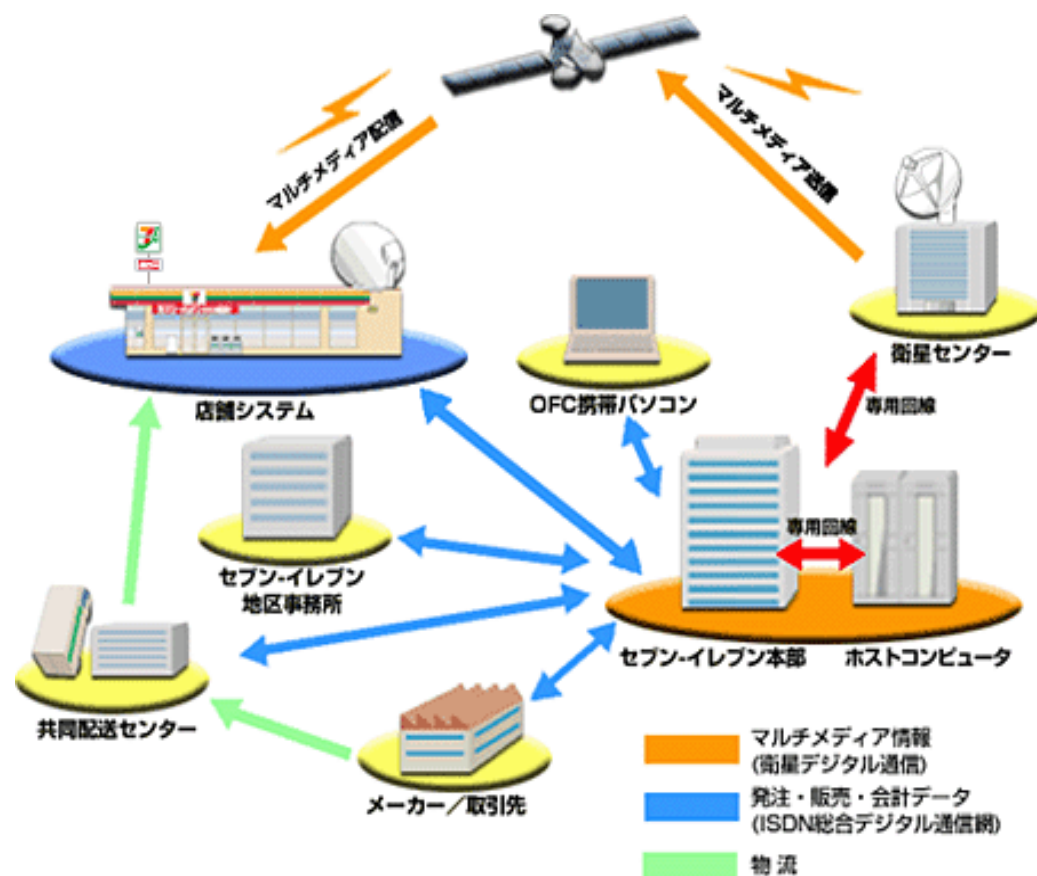 マルチメディア配信
マルチメディア送信
衛星センター
店舗システム
OFC携帯パソコン
専用回線
専用回線
セブン-イレブン
地区事務所
セブン-イレブン本部
ホストコンピュータ
共同配送センター
メーカー/取引先
マルチメディア情報
(衛星デジタル通信)
発注・販売・会計データ
(ISDN総合デジタル通信網)
物流